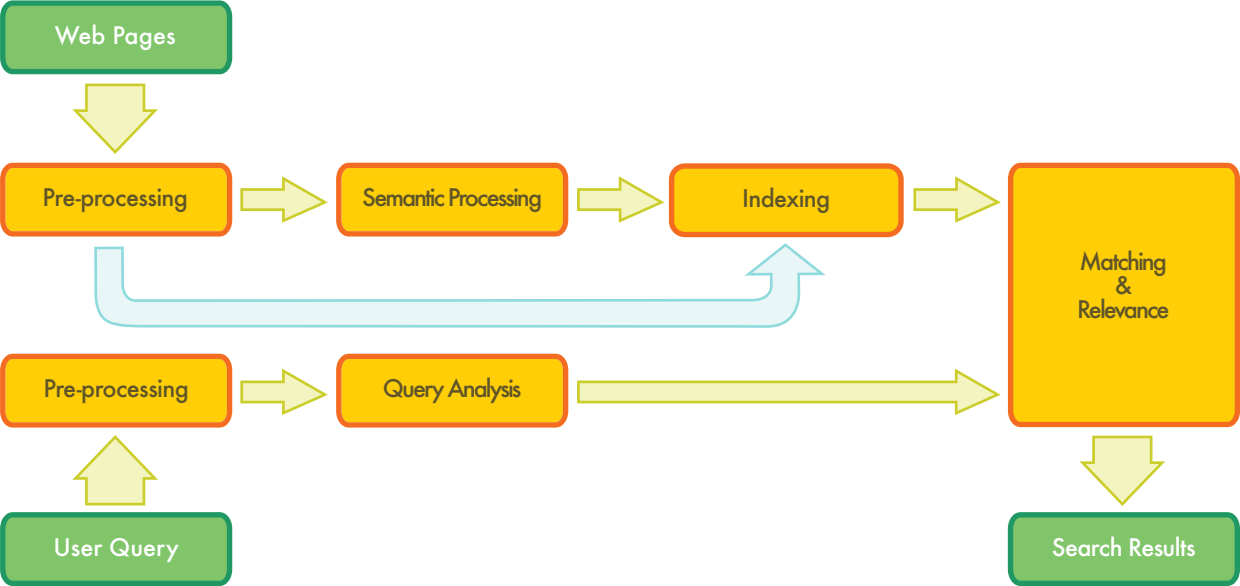 Web Pages
Pre-processing
Semantic Processing
Indexing
Matching
&
Relevance
Pre-processing
Query Analysis
User Query
Search Results